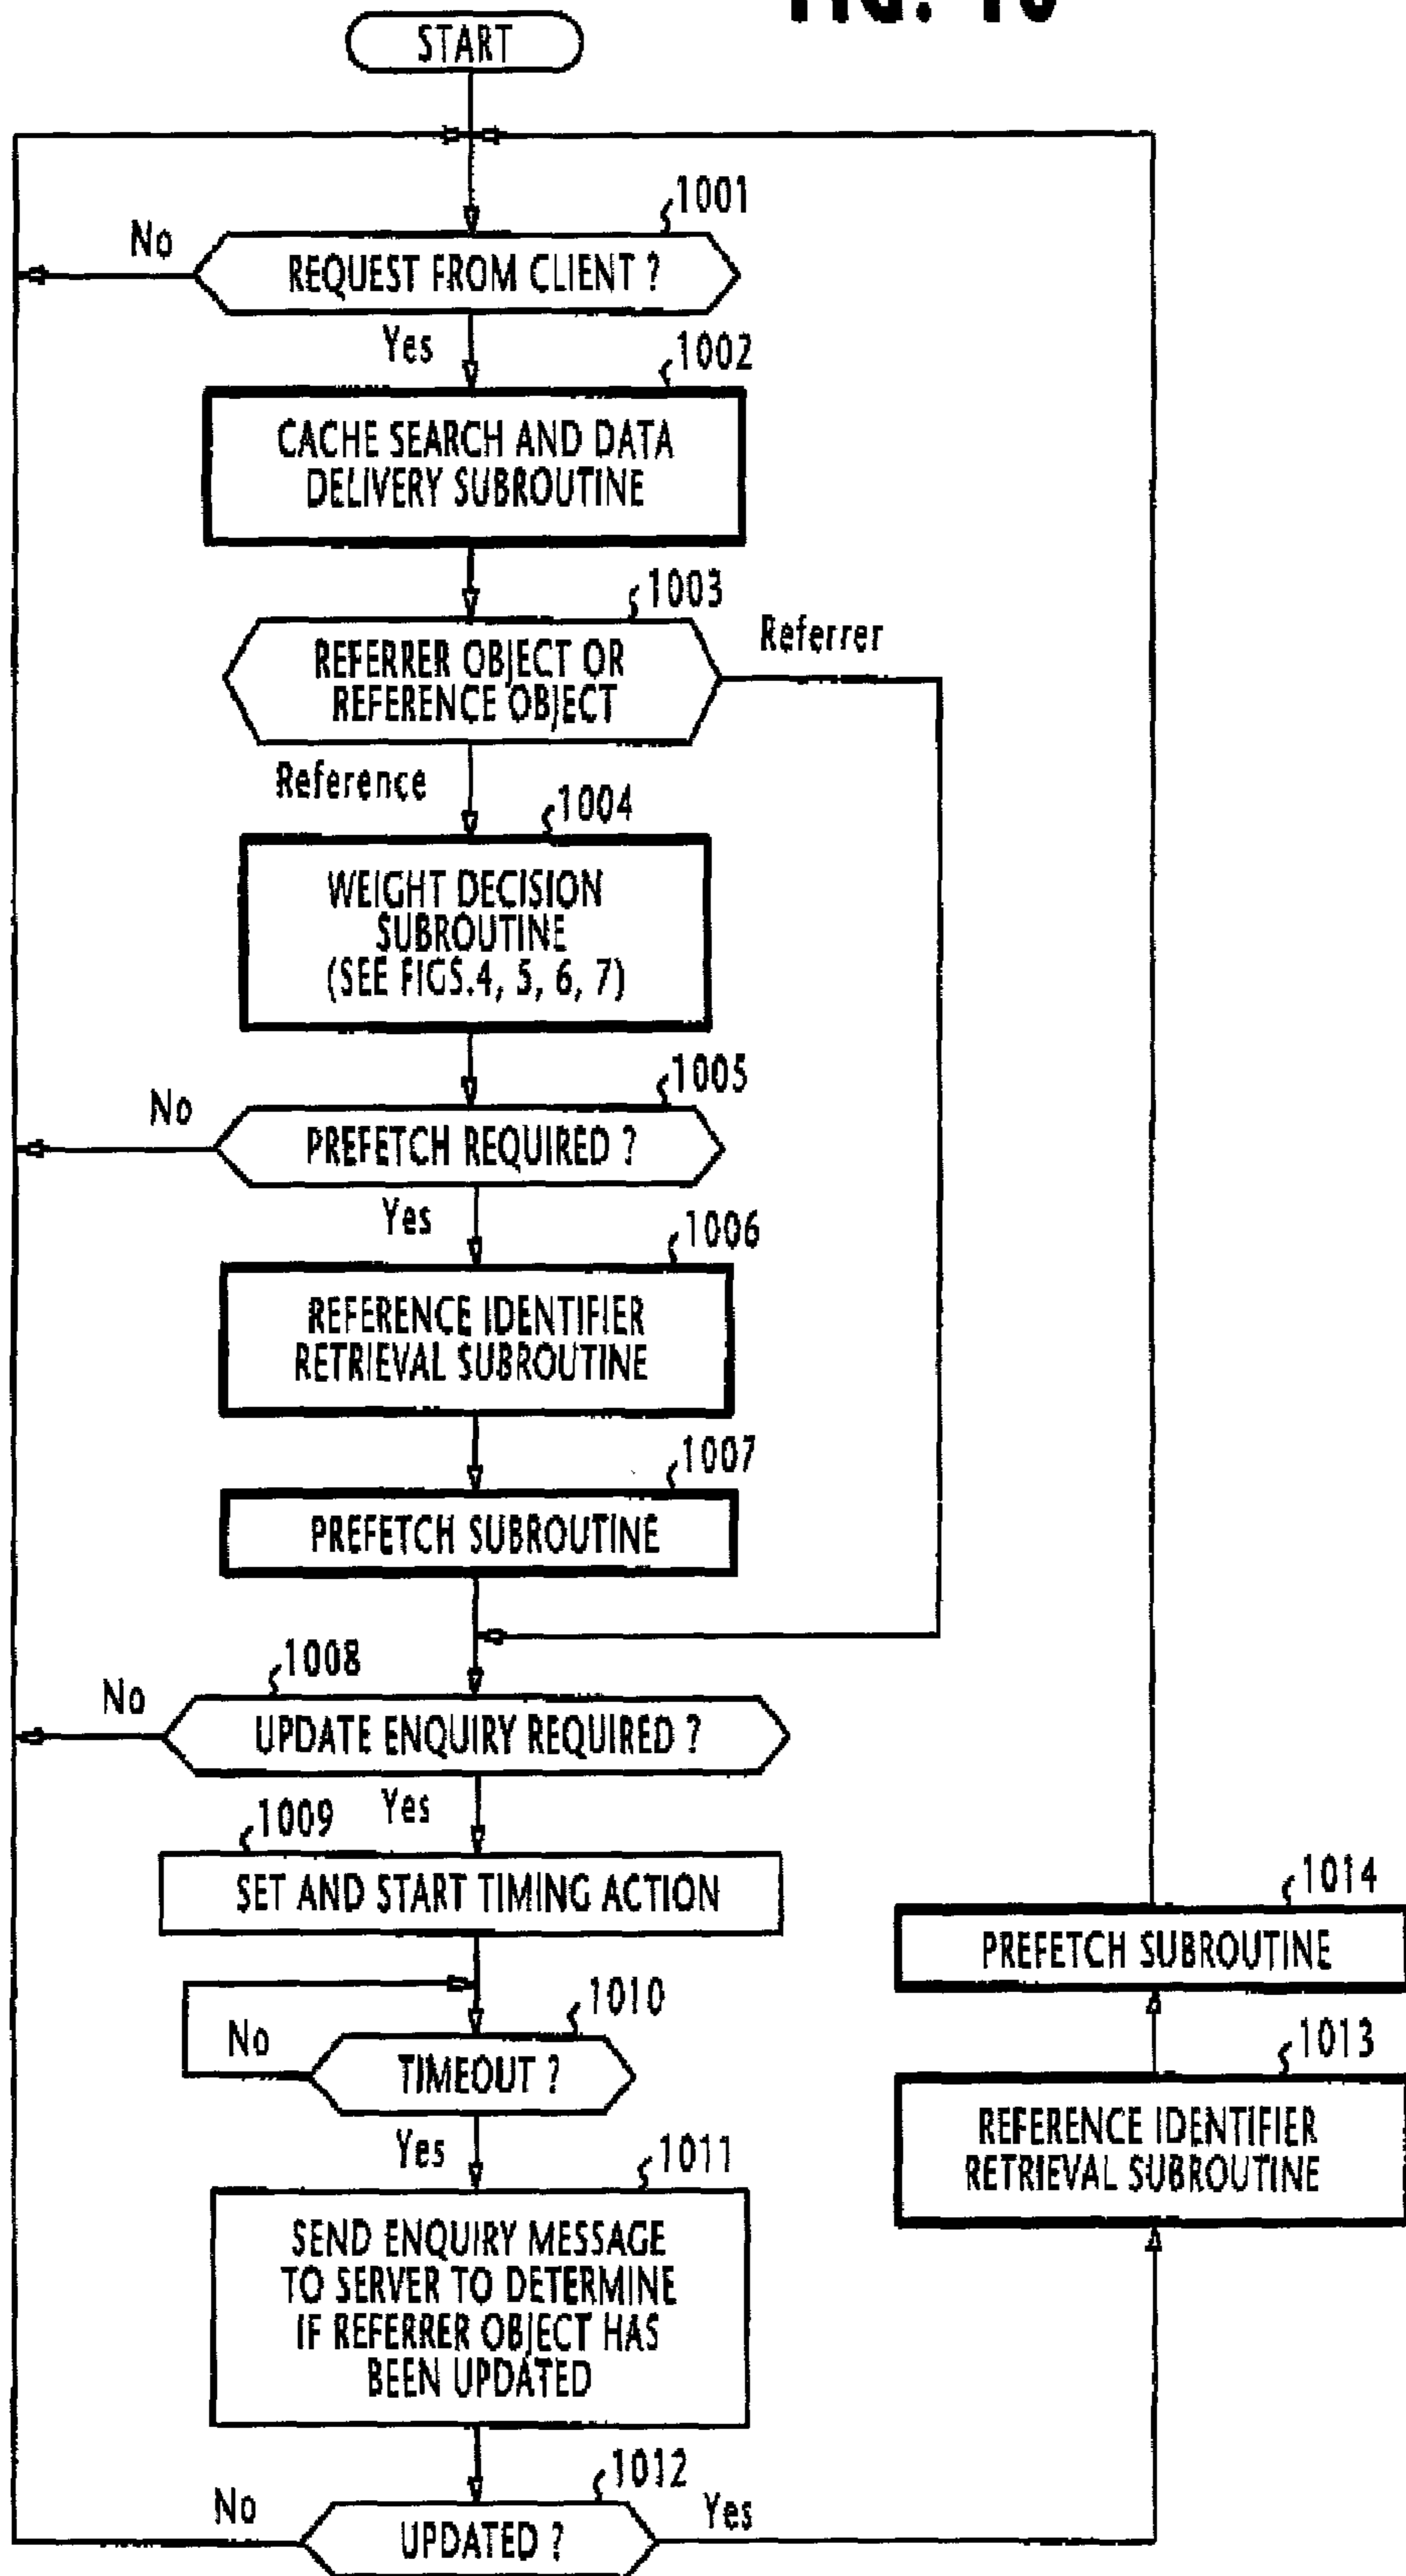 FIG. 10
START
1001
No
REQUEST FROM CLIENT ?
Yes
1002
CACHE SEARCH AND DATA
DELIVERY SUBROUTINE
1003
Referrer
REFERRER OBJECT OR
REFERENCE OBJECT
Reference
1004
WEIGHT DECISION
SUBROUTINE
(SEE FIGS.4, 5, 6, 7)
1005
No
PREFETCH REQUIRED ?
Yes
1006
REFERENCE IDENTIFIER
RETRIEVAL SUBROUTINE
1007
PREFETCH SUBROUTINE
1008
No
UPDATE ENQUIRY REQUIRED ?
Yes
1009
SET AND START TIMING ACTION
1010
No
TIMEOUT ?
Yes
1011
SEND ENQUIRY MESSAGE
TO SERVER TO DETERMINE
IF REFERRER OBJECT HAS
BEEN UPDATED
1012
No
UPDATED ?
Yes
1014
PREFETCH SUBROUTINE
1013
REFERENCE IDENTIFIER
RETRIEVAL SUBROUTINE